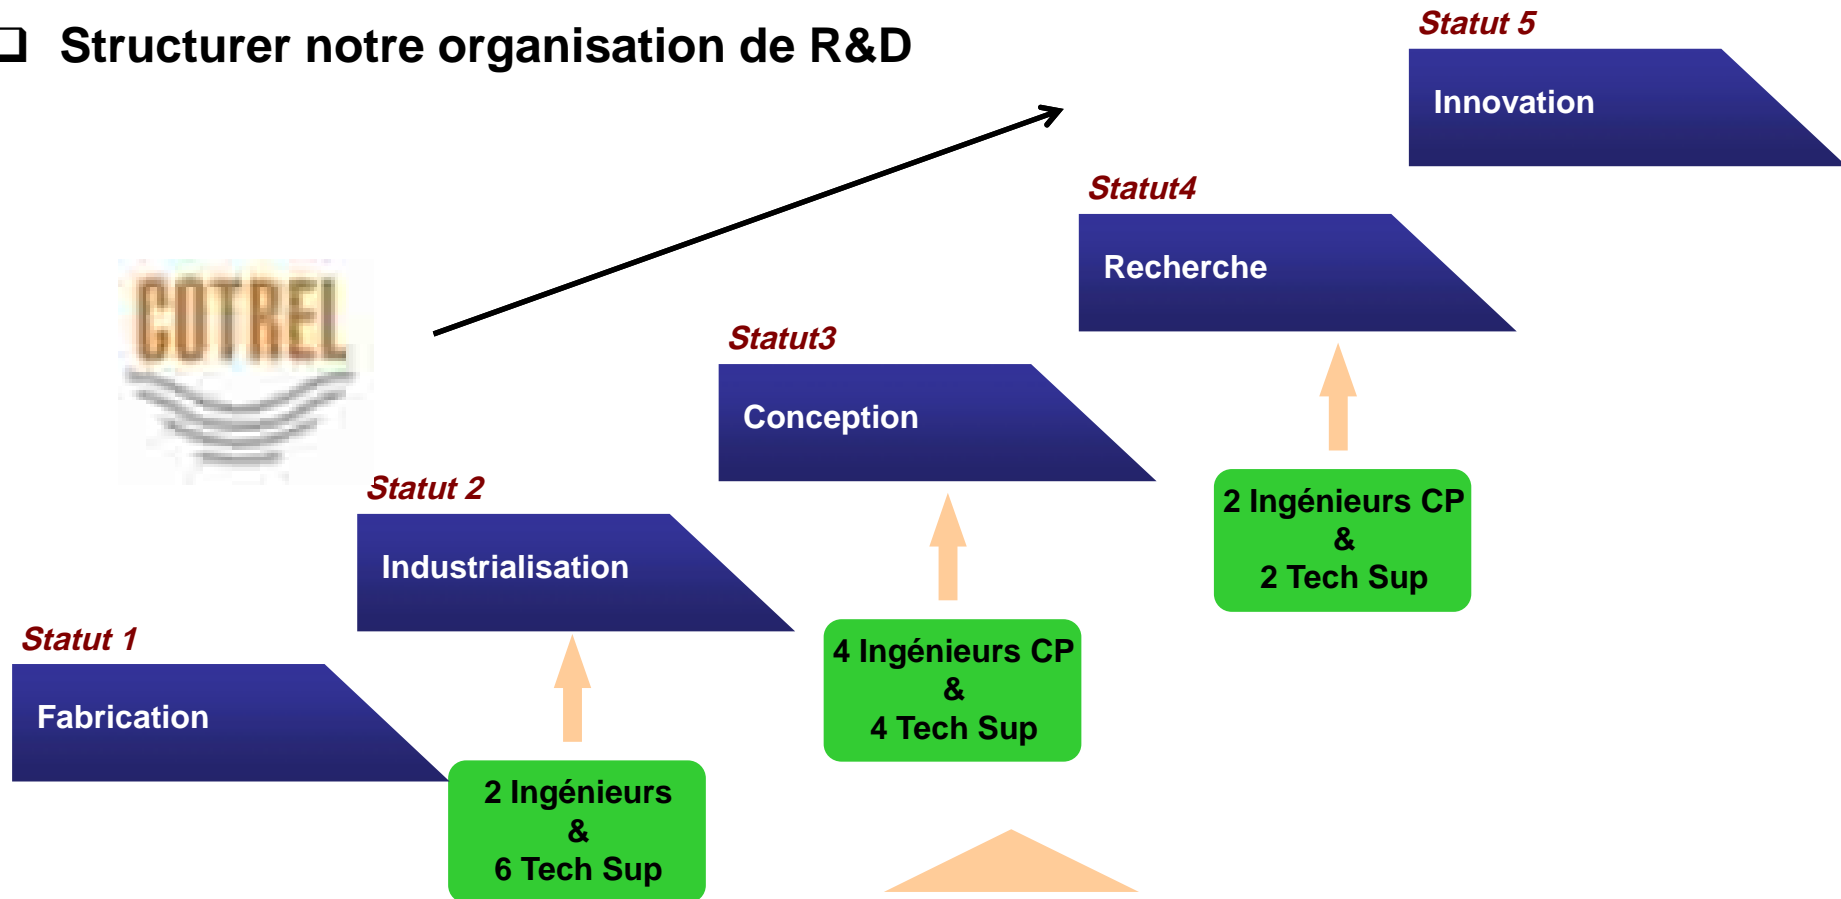 Structurer notre organisation de R&D
Statut 5
Innovation
Statut4
Recherche
COTREL
Statut3
Conception
Statut 2
Industrialisation
2 Ingénieurs CP
&
2 Tech Sup
Statut 1
Fabrication
4 Ingénieurs CP
&
4 Tech Sup
2 Ingénieurs
&
6 Tech Sup